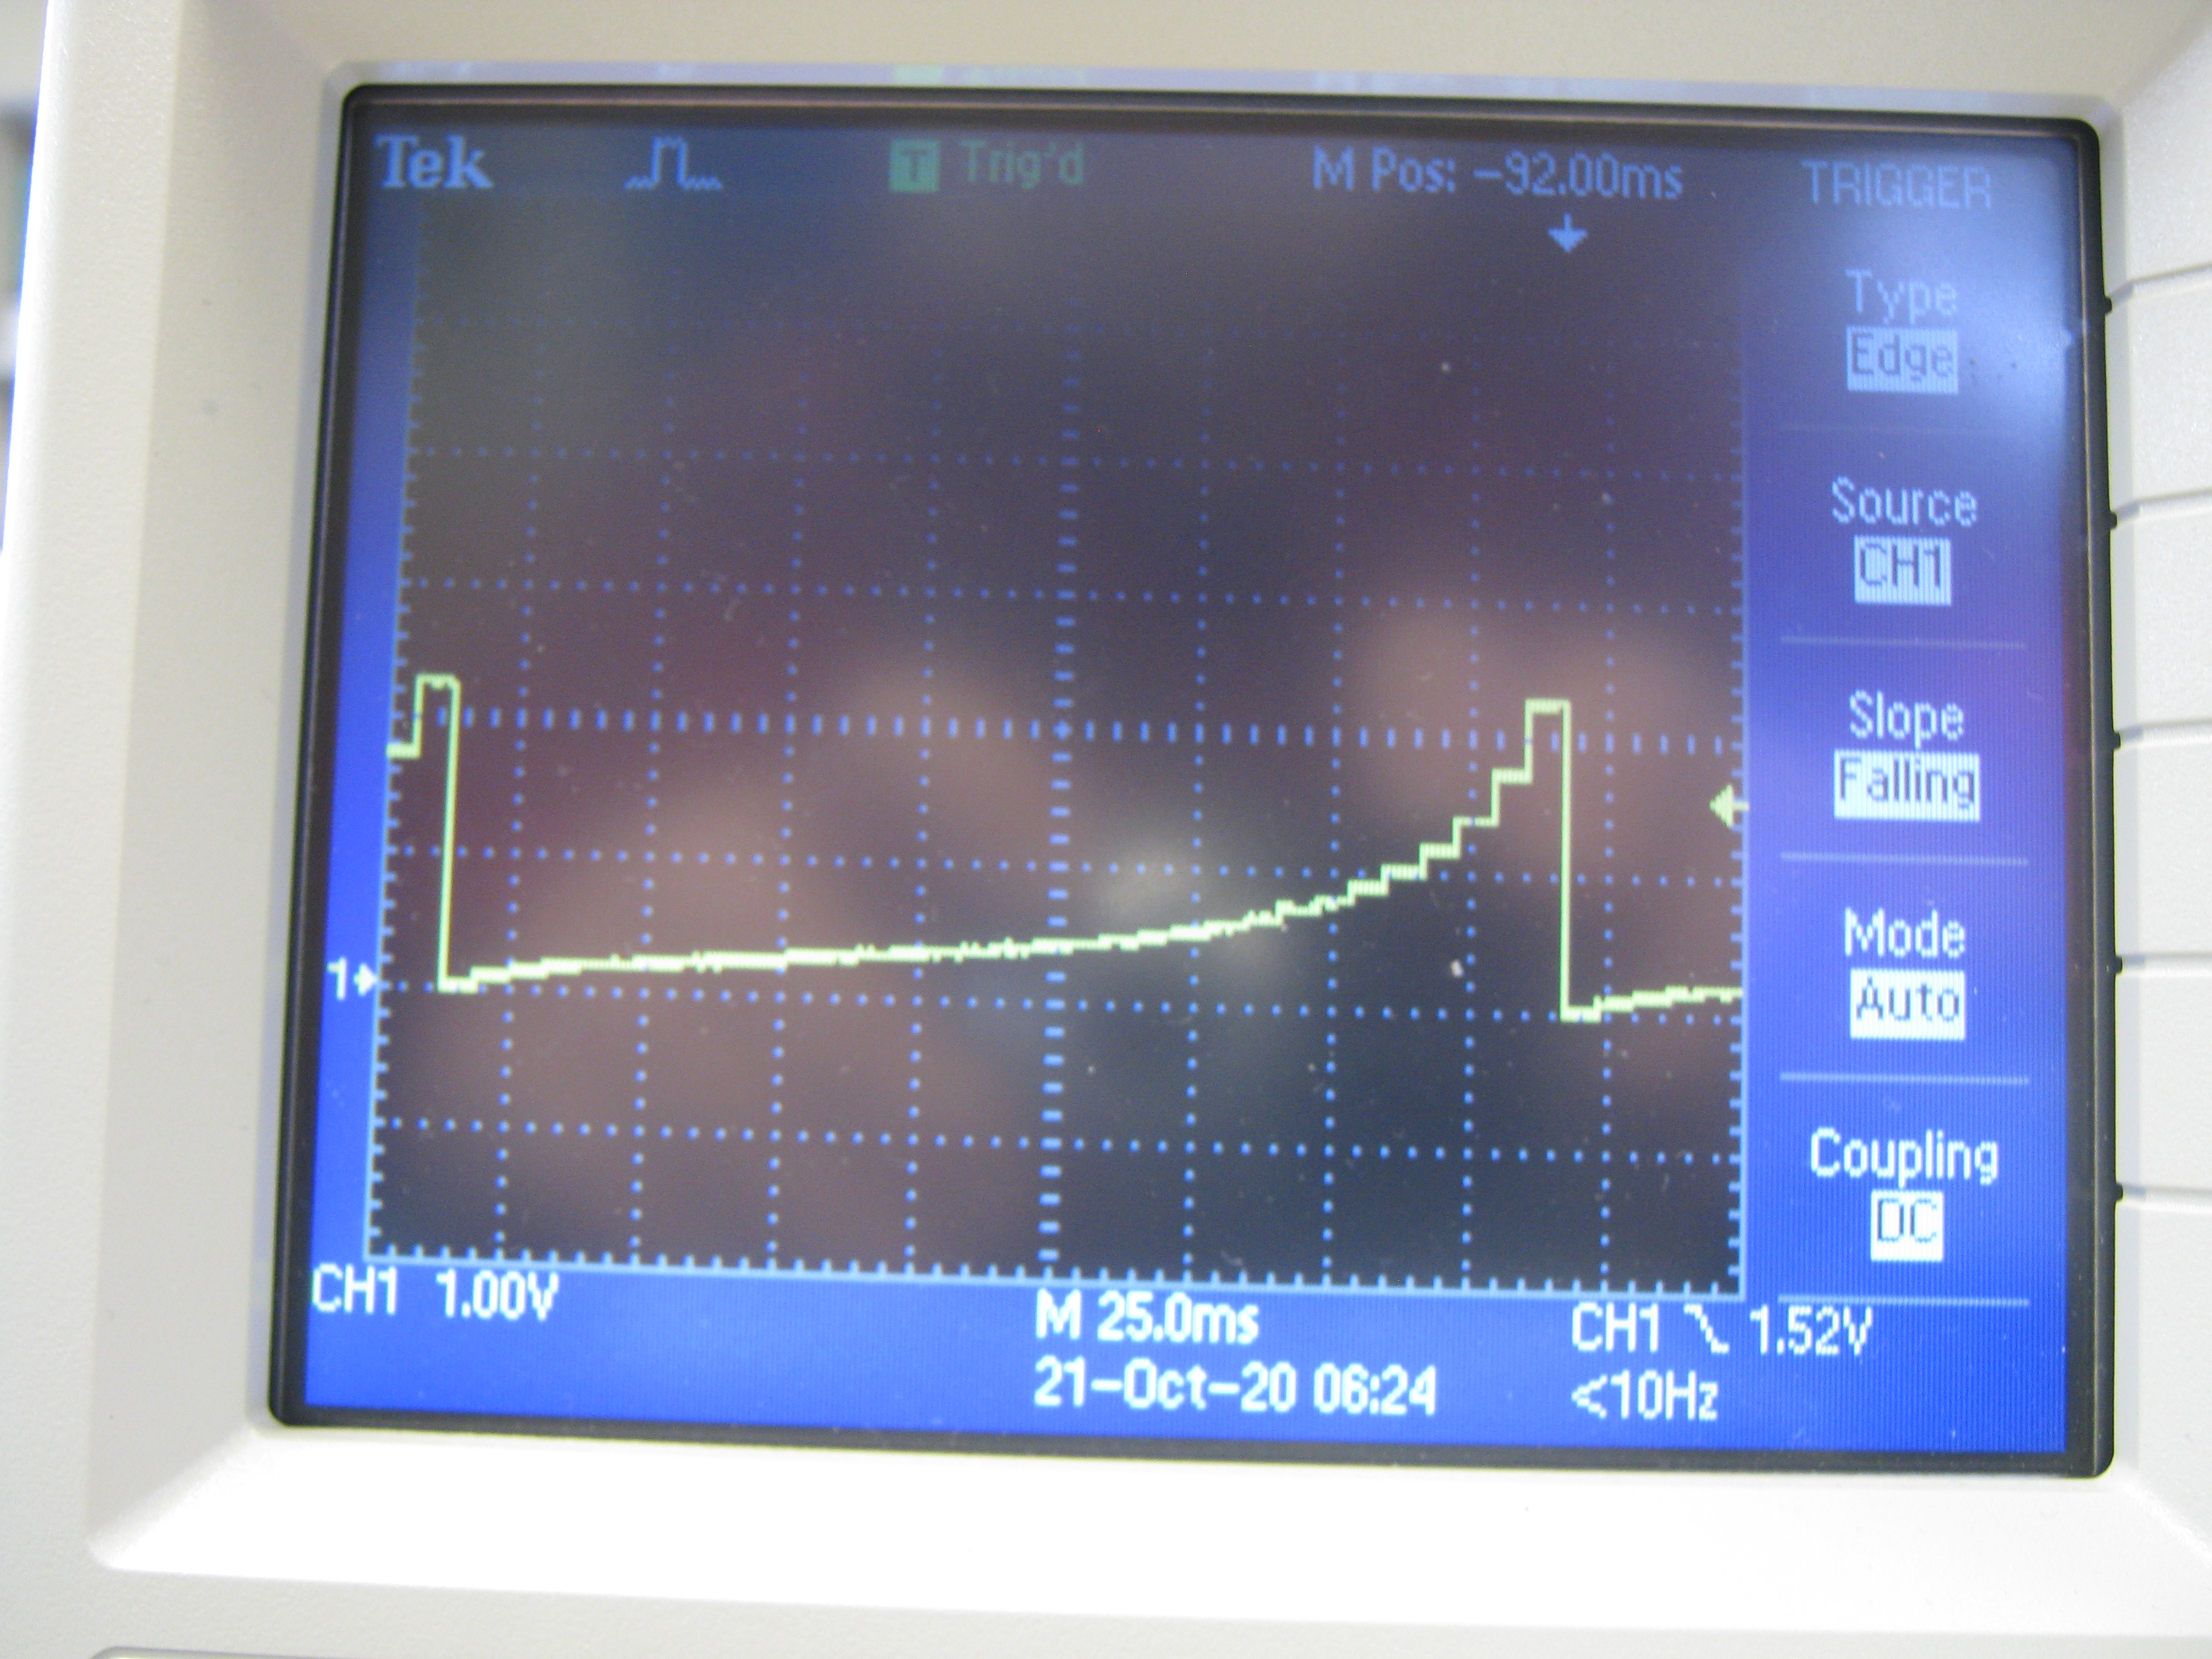 Tek T Trig'd M Pos: -92.00ms TRIGGER
Type
Edge
Source
CH1
Slope
Falling
Mode
Auto
Coupling
DC
1
CH1 1.00V M 25.0ms CH1 1.52V
21-Oct-20 06:24 <10Hz